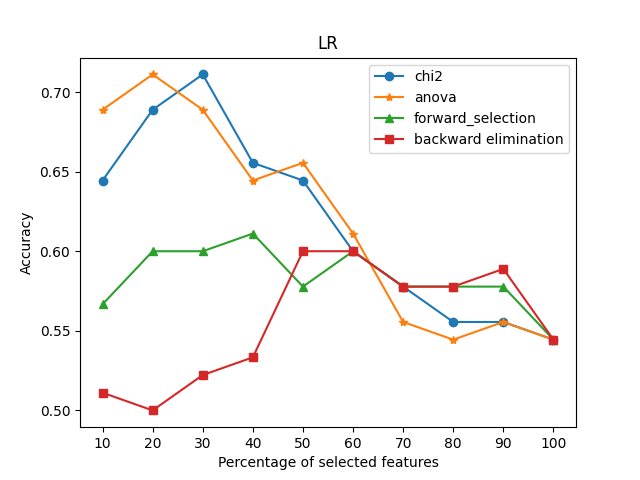 LR
chi2
anova
forward_selection
backward elimination
Accuracy
0.70
0.65
0.60
0.55
0.50
10 20 30 40 50 60 70 80 90 100
Percentage of selected features